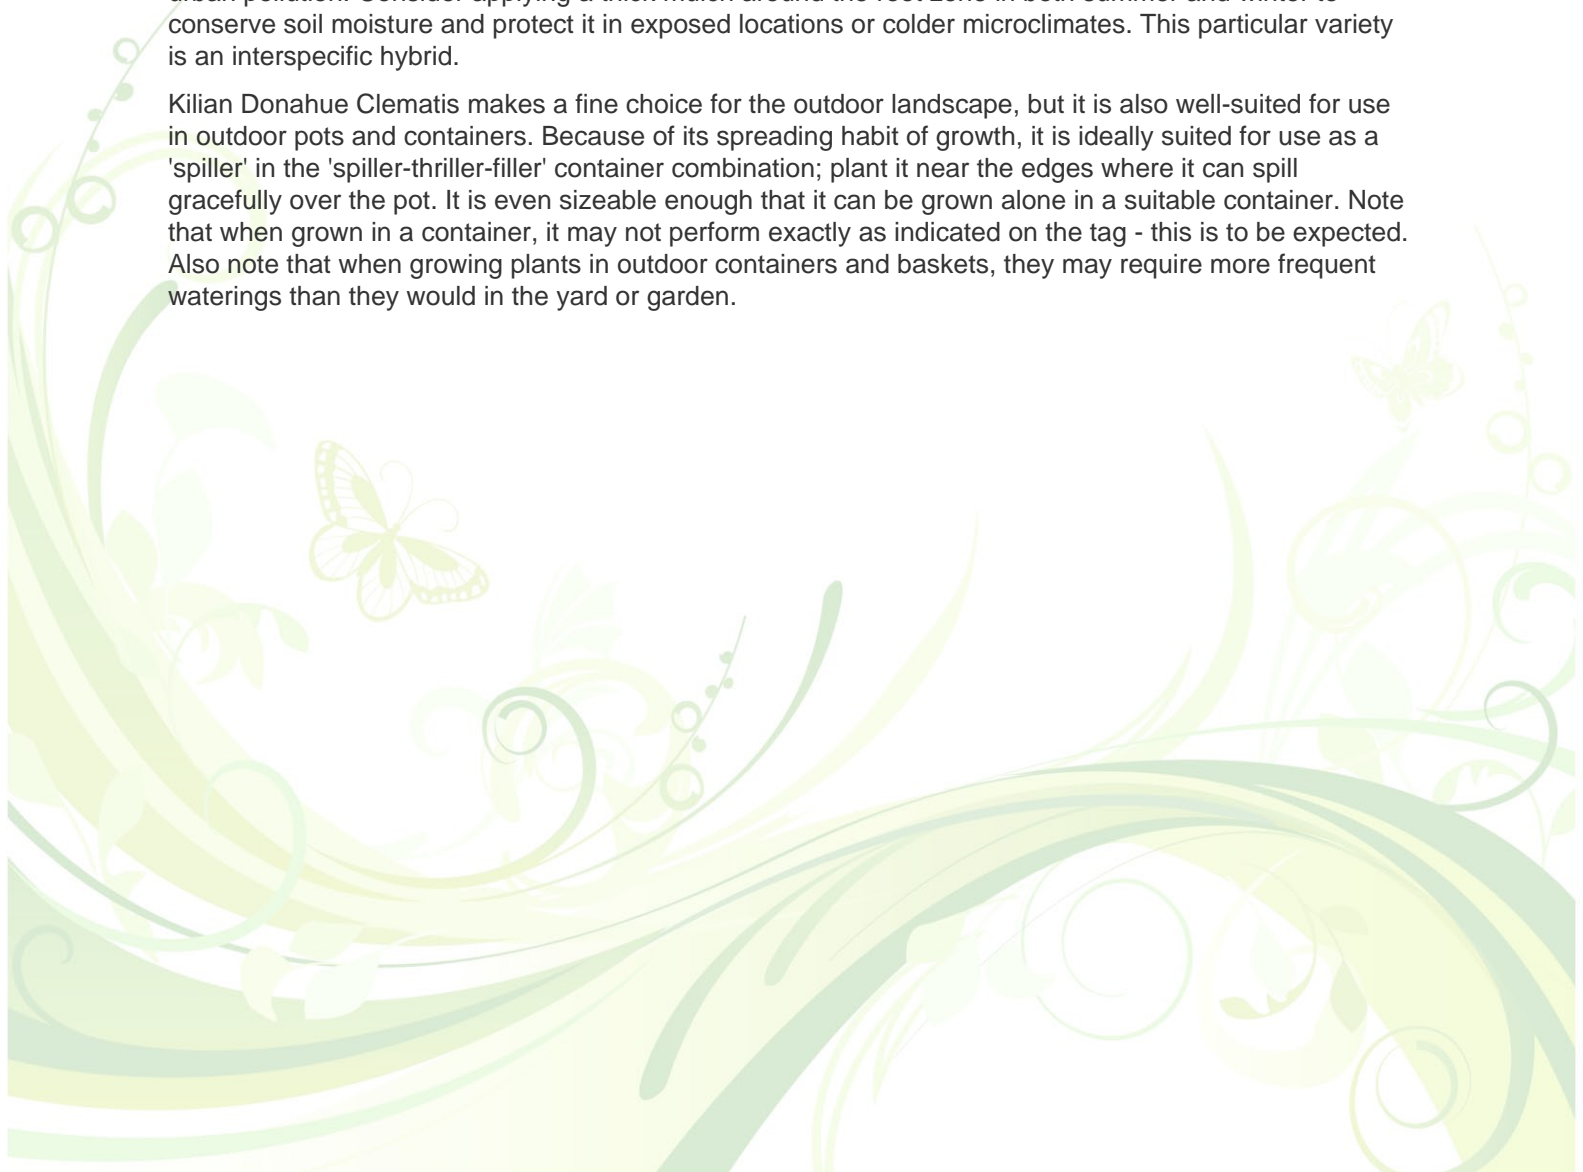 conserve soil moisture and protect it in exposed locations or colder microclimates. This particular variety
is an interspecific hybrid.
Kilian Donahue Clematis makes a fine choice for the outdoor landscape, but it is also well-suited for use
in outdoor pots and containers. Because of its spreading habit of growth, it is ideally suited for use as a
'spiller' in the 'spiller-thriller-filler' container combination; plant it near the edges where it can spill
gracefully over the pot. It is even sizeable enough that it can be grown alone in a suitable container. Note
that when grown in a container, it may not perform exactly as indicated on the tag - this is to be expected.
Also note that when growing plants in outdoor containers and baskets, they may require more frequent
waterings than they would in the yard or garden.